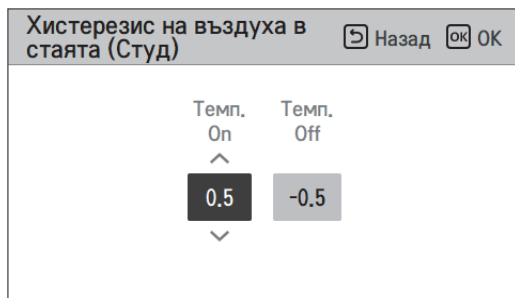 Хистерезис на въздуха в
стаята (Студ)
Назад
OK OK
Темп.
On
Темп.
Off
0.5
-0.5